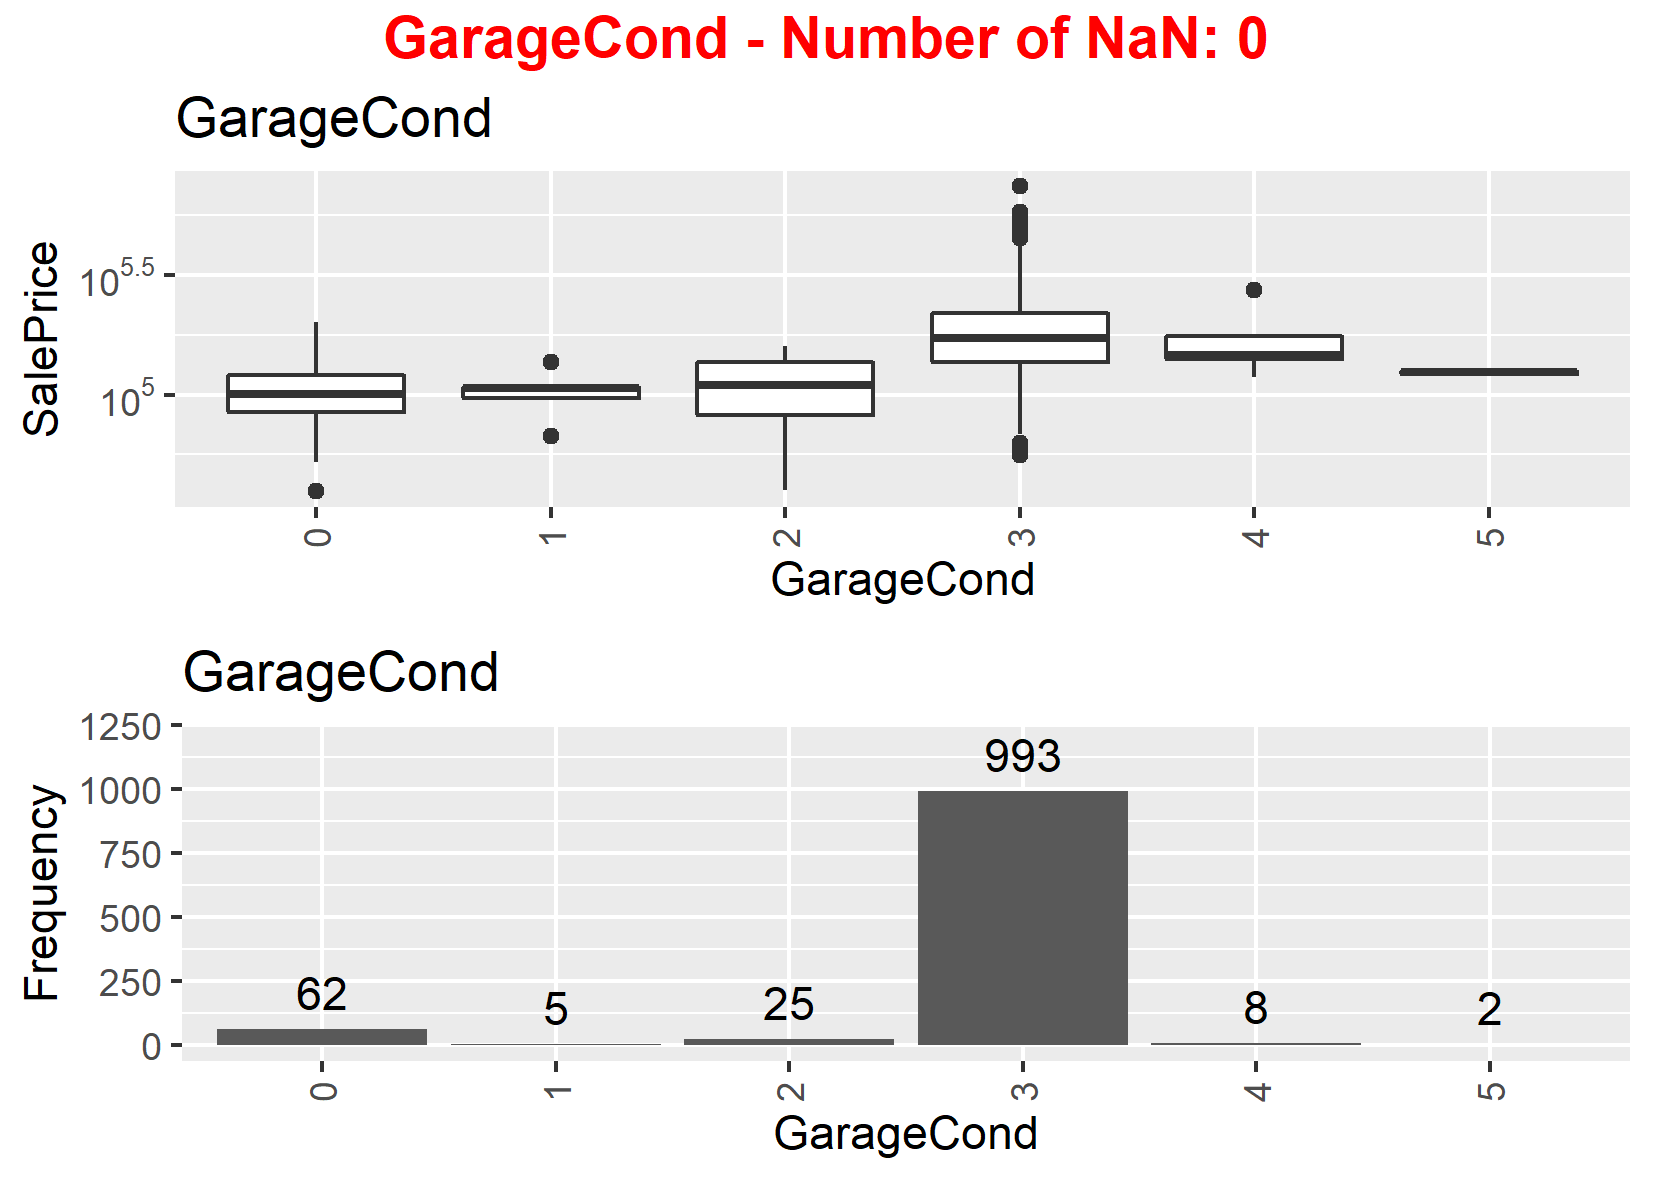 GarageCond - Number of NaN: 0
GarageCond
SalePrice
10^5.5
10^5
0 1 2 3 4 5
GarageCond
GarageCond
Frequency
1250
1000
750
500
250
0
62 5 25 993 8 2
0 1 2 3 4 5
GarageCond